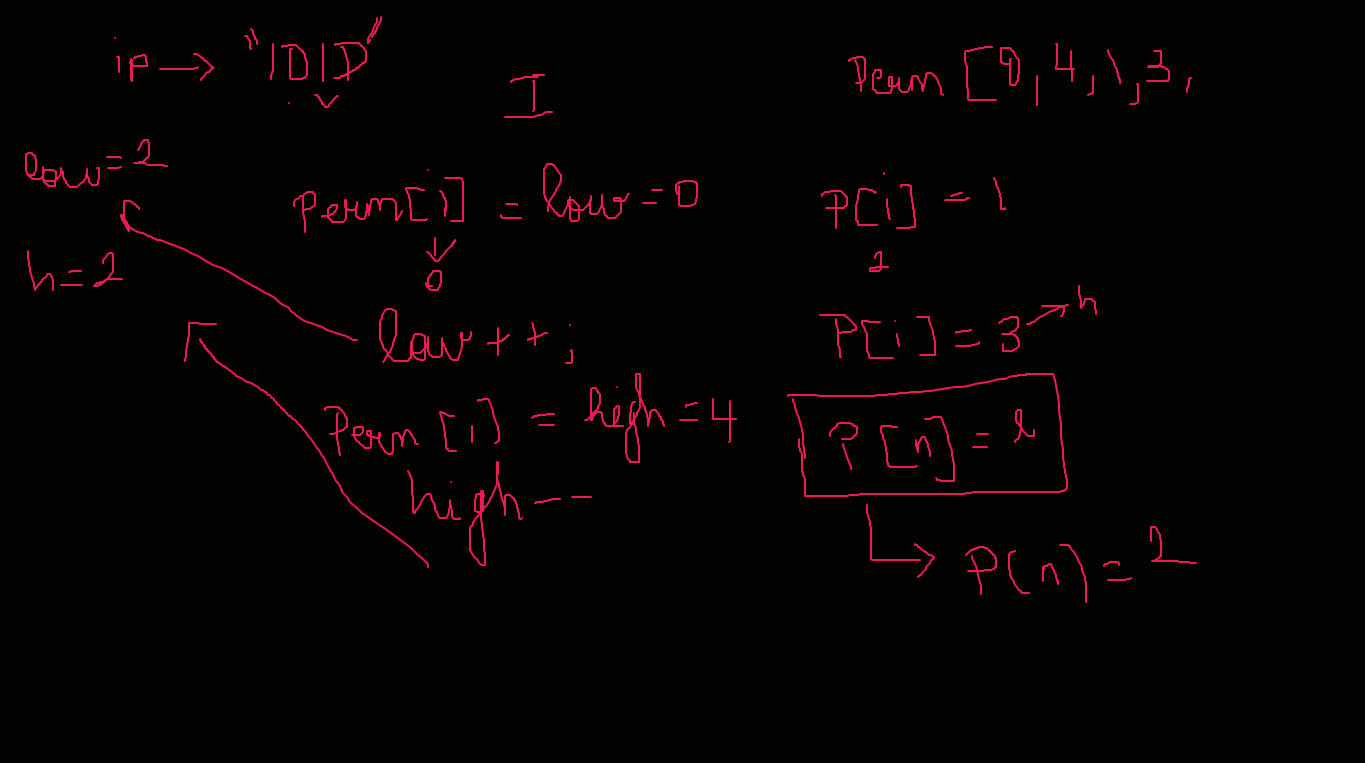 ip → "IDID"
Perm [9, 4, 1, 3,
I
low = 2
Perm[i] = low = 0
P[i] = 1
2
h = 2
0
P[i] = 3 → h
low++;
Perm[i] = high = 4
P[n] = l
high--
P(n) = 2